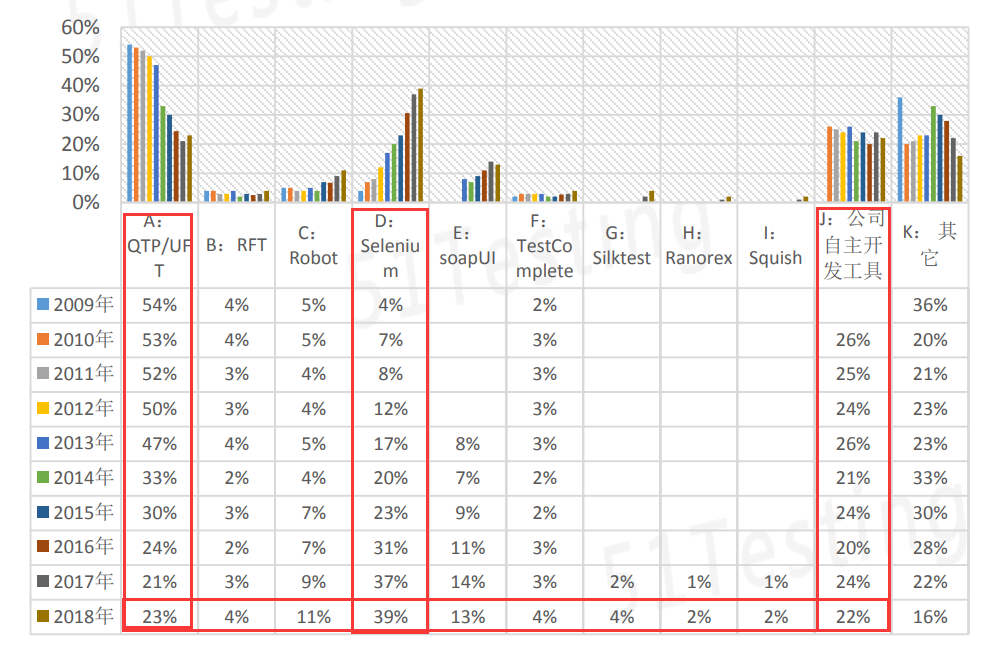 60%
50%
40%
30%
20%
10%
0%
A： QTP/UFT B：RFT C： Robot D： Selenium E： soapUI F： TestComplete G： Silktest H： Ranorex I： Squish J：公司自主开发工具 K：其它
2009年 54% 4% 5% 4% 2% 36%
2010年 53% 4% 5% 7% 3% 26% 20%
2011年 52% 3% 4% 8% 3% 25% 21%
2012年 50% 3% 4% 12% 3% 24% 23%
2013年 47% 4% 5% 17% 8% 3% 26% 23%
2014年 33% 2% 4% 20% 7% 2% 21% 33%
2015年 30% 3% 7% 23% 9% 2% 24% 30%
2016年 24% 2% 7% 31% 11% 3% 20% 28%
2017年 21% 3% 9% 37% 14% 3% 2% 1% 1% 24% 22%
2018年 23% 4% 11% 39% 13% 4% 4% 2% 2% 22% 16%
51Testing
51Testing
51Testing